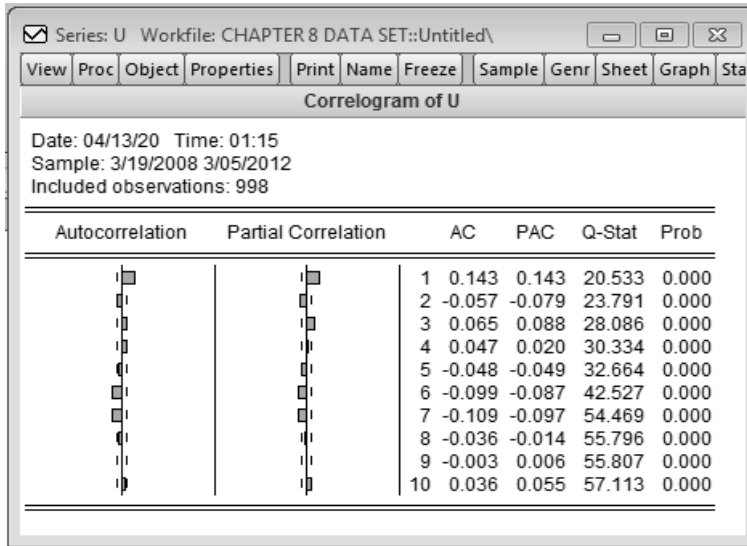 Series: U Workfile: CHAPTER 8 DATA SET::Untitled\
View Proc Object Properties Print Name Freeze Sample Genr Sheet Graph Sta
Correlogram of U
Date: 04/13/20 Time: 01:15
Sample: 3/19/2008 3/05/2012
Included observations: 998
Autocorrelation Partial Correlation AC PAC Q-Stat Prob
1 0.143 0.143 20.533 0.000
2 -0.057 -0.079 23.791 0.000
3 0.065 0.088 28.086 0.000
4 0.047 0.020 30.334 0.000
5 -0.048 -0.049 32.664 0.000
6 -0.099 -0.087 42.527 0.000
7 -0.109 -0.097 54.469 0.000
8 -0.036 -0.014 55.796 0.000
9 -0.003 0.006 55.807 0.000
10 0.036 0.055 57.113 0.000